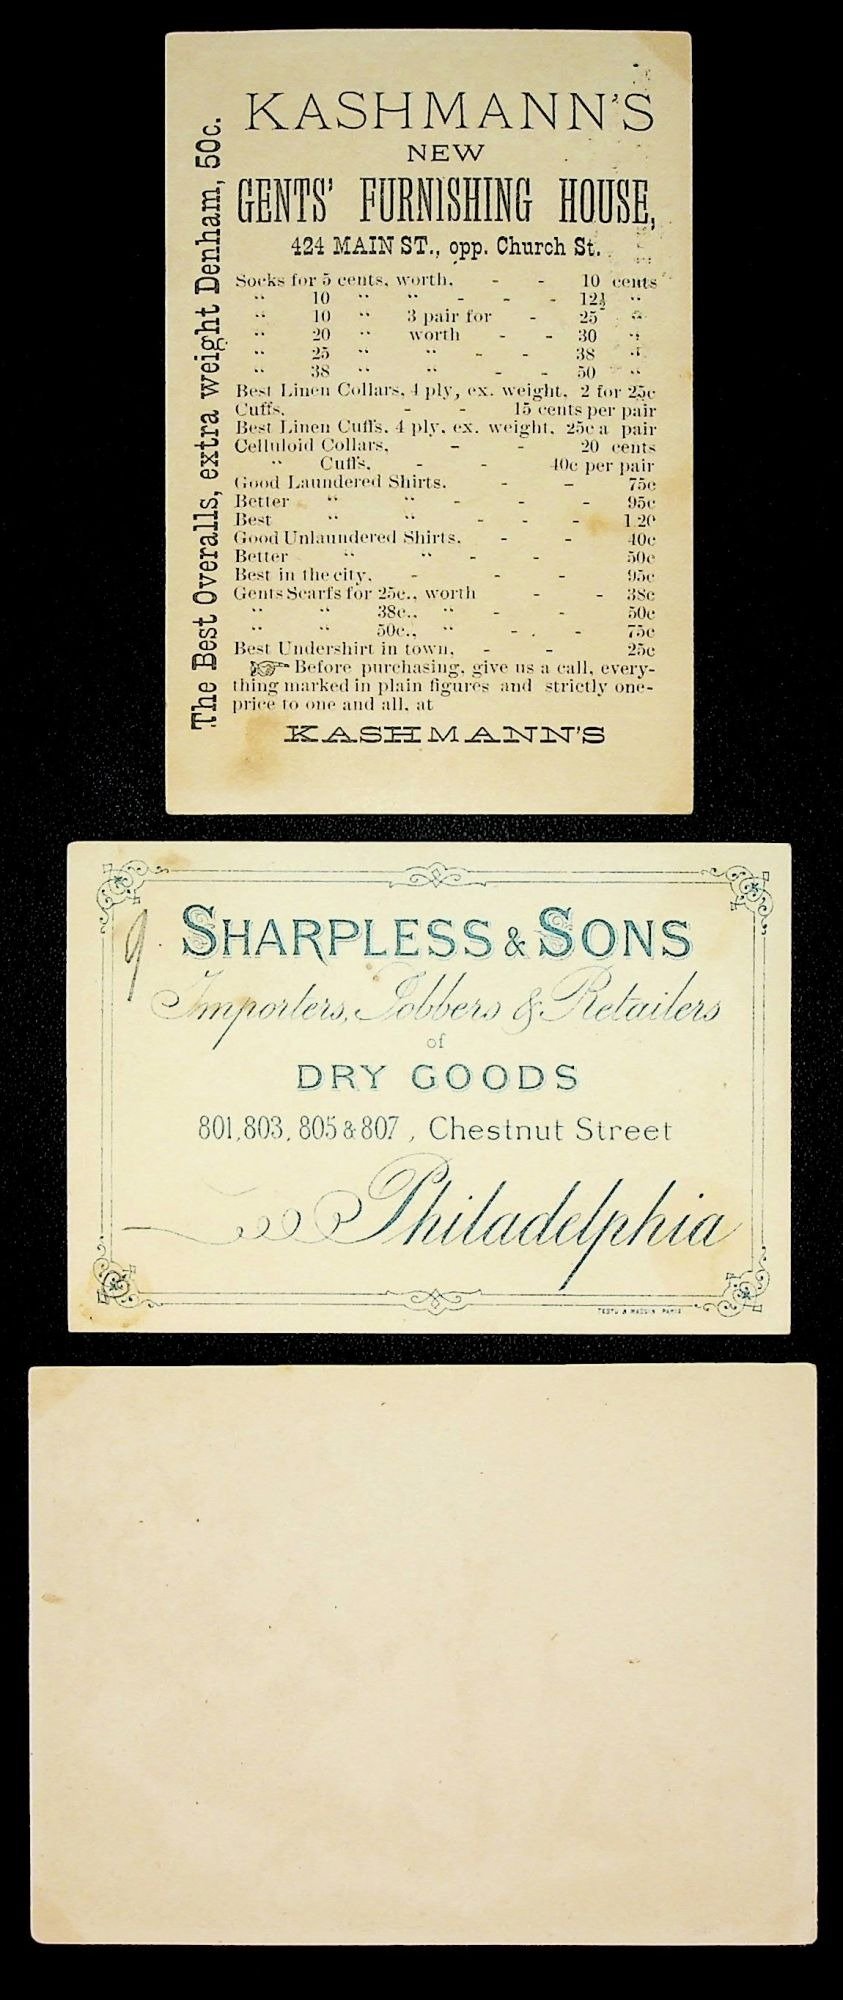 KASHMANN'S
NEW
GENTS' FURNISHING HOUSE,
424 MAIN ST., opp. Church St.
The Best Overalls, extra weight Denham, 50c.
Socks for 5 cents, worth, - - 10 cents
" 10 " " - - - 12½ "
" 10 " 3 pair for - 25 "
" 20 " worth - - 30 "
" 25 " " - - 38 "
" 38 " " - - 50 "
Best Linen Collars, 4 ply, ex. weight, 2 for 25c
Cuffs, - - 15 cents per pair
Best Linen Cuffs, 4 ply, ex. weight, 25c a pair
Celluloid Collars, - - 20 cents
" Cuffs, - - 40c per pair
Good Laundered Shirts, - - 75c
Better " " - - - 95c
Best " " - - - 1 20
Good Unlaundered Shirts, - - 40c
Better " " - - 50c
Best in the city, - - - 95c
Gents Scarfs for 25c., worth - - 38c
" " 38c., " - - 50c
" " 50c., " - - 75c
Best Undershirt in town, - - 25c
☞ Before purchasing, give us a call, every-
thing marked in plain figures and strictly one-
price to one and all, at
KASHMANN'S
9
SHARPLESS & SONS
Importers, Jobbers & Retailers
of
DRY GOODS
801, 803, 805 & 807, Chestnut Street
Philadelphia
TESTU & MASSIN PARIS